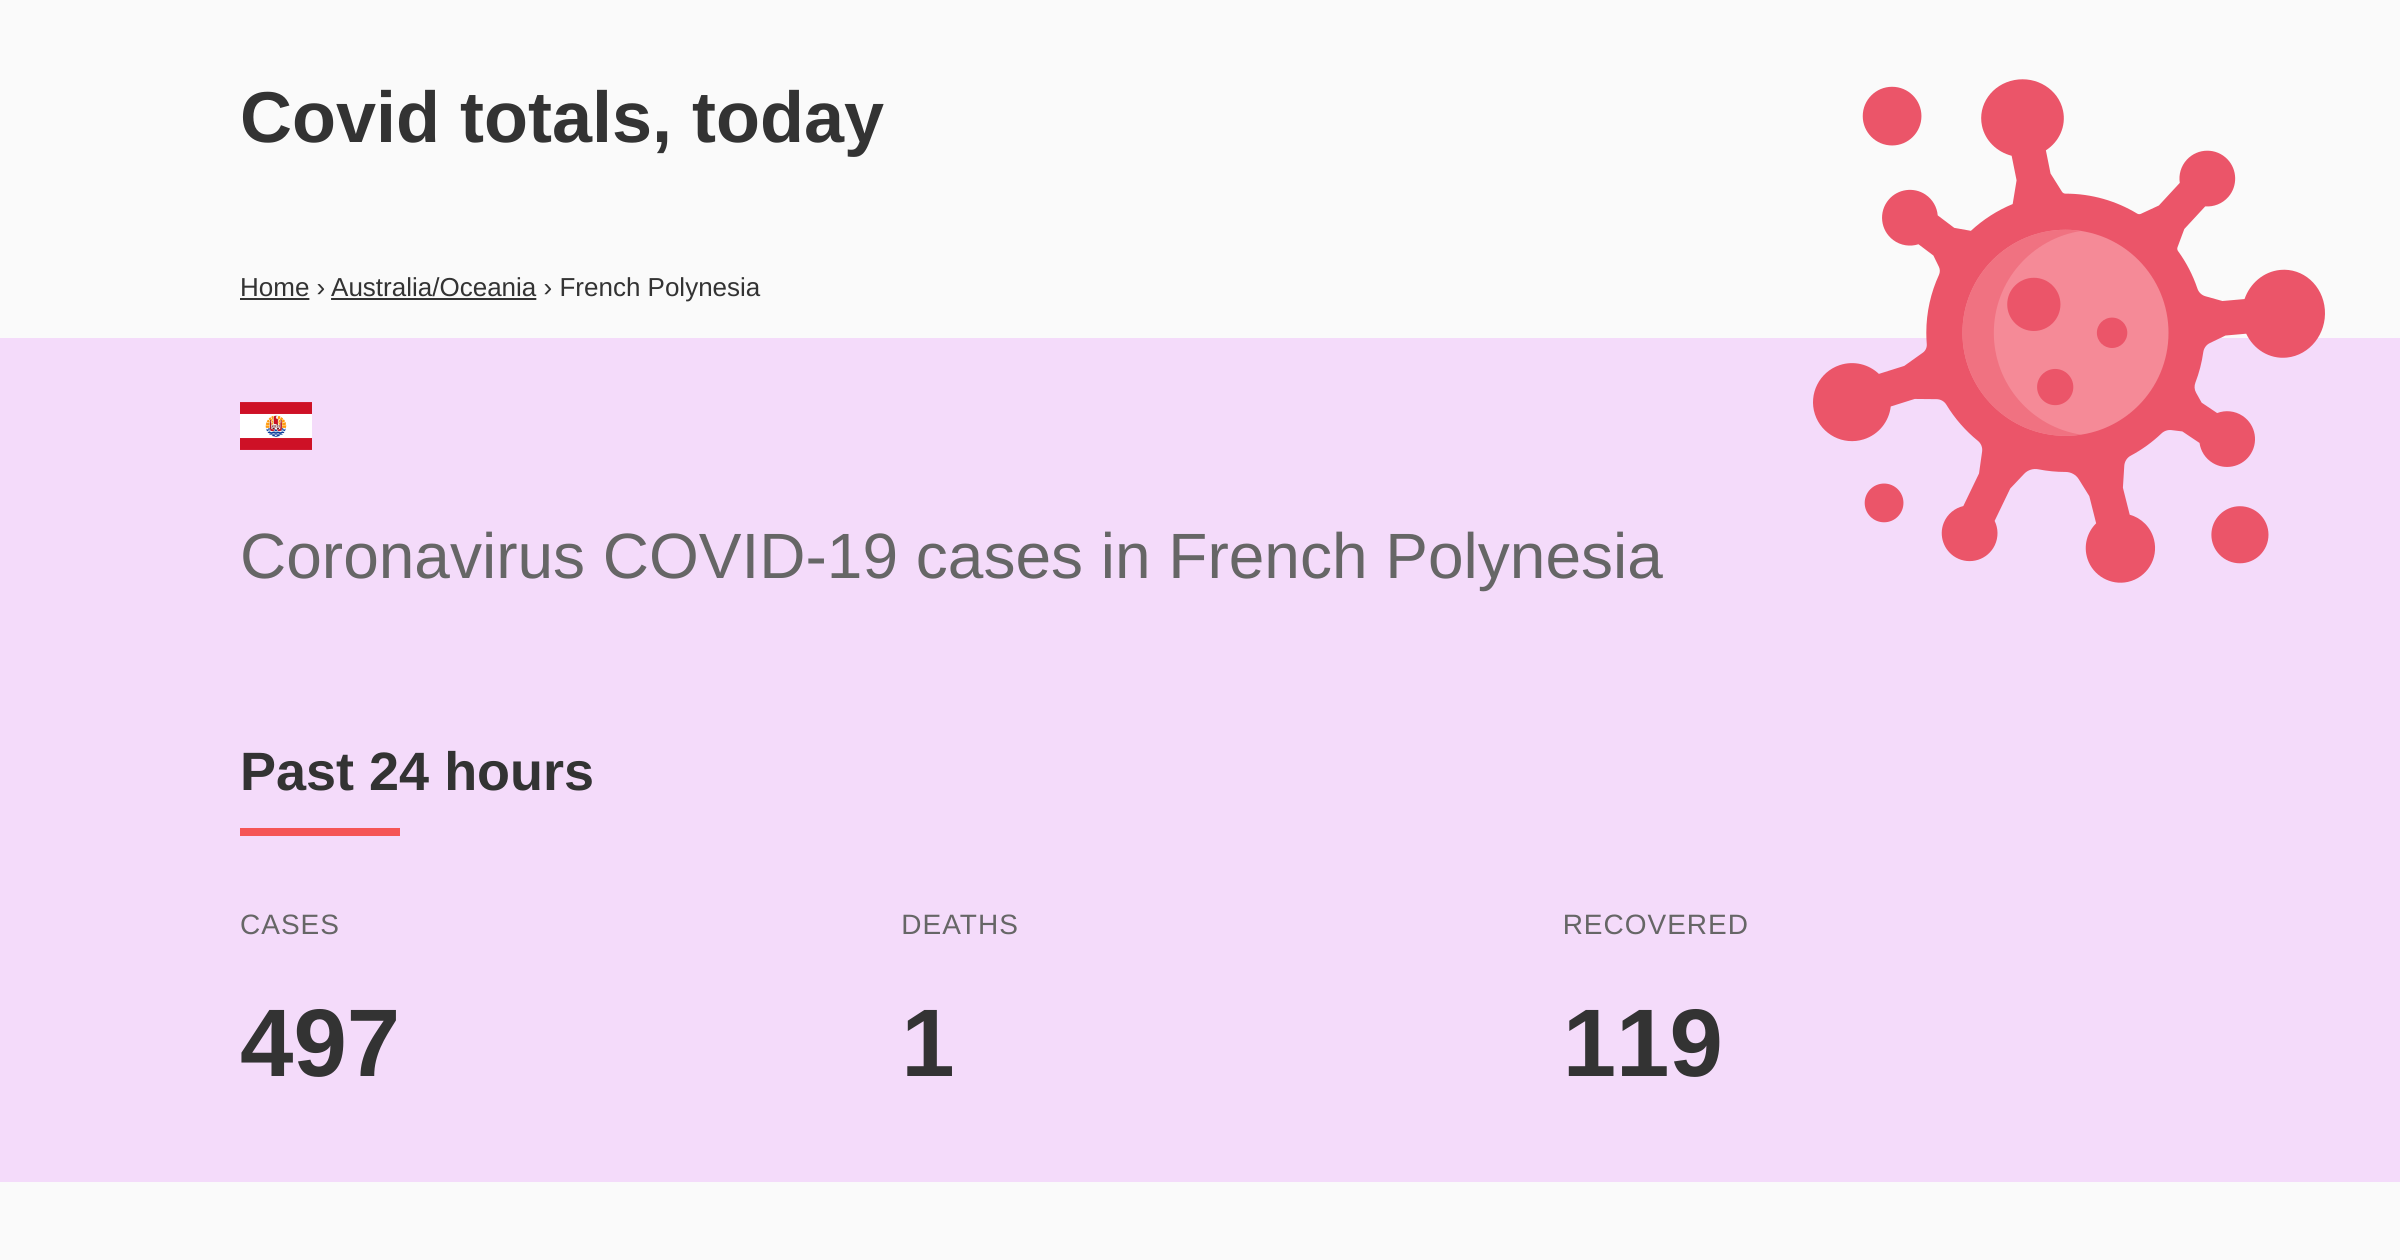 Covid totals, today
Home › Australia/Oceania › French Polynesia
Coronavirus COVID-19 cases in French Polynesia
Past 24 hours
CASES DEATHS RECOVERED
497 1 119